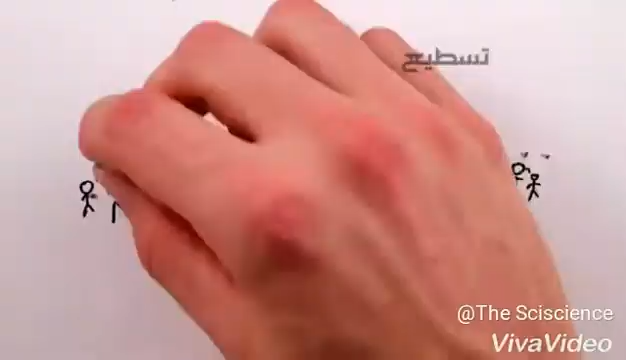 تسطيع
@The Sciscience
VivaVideo